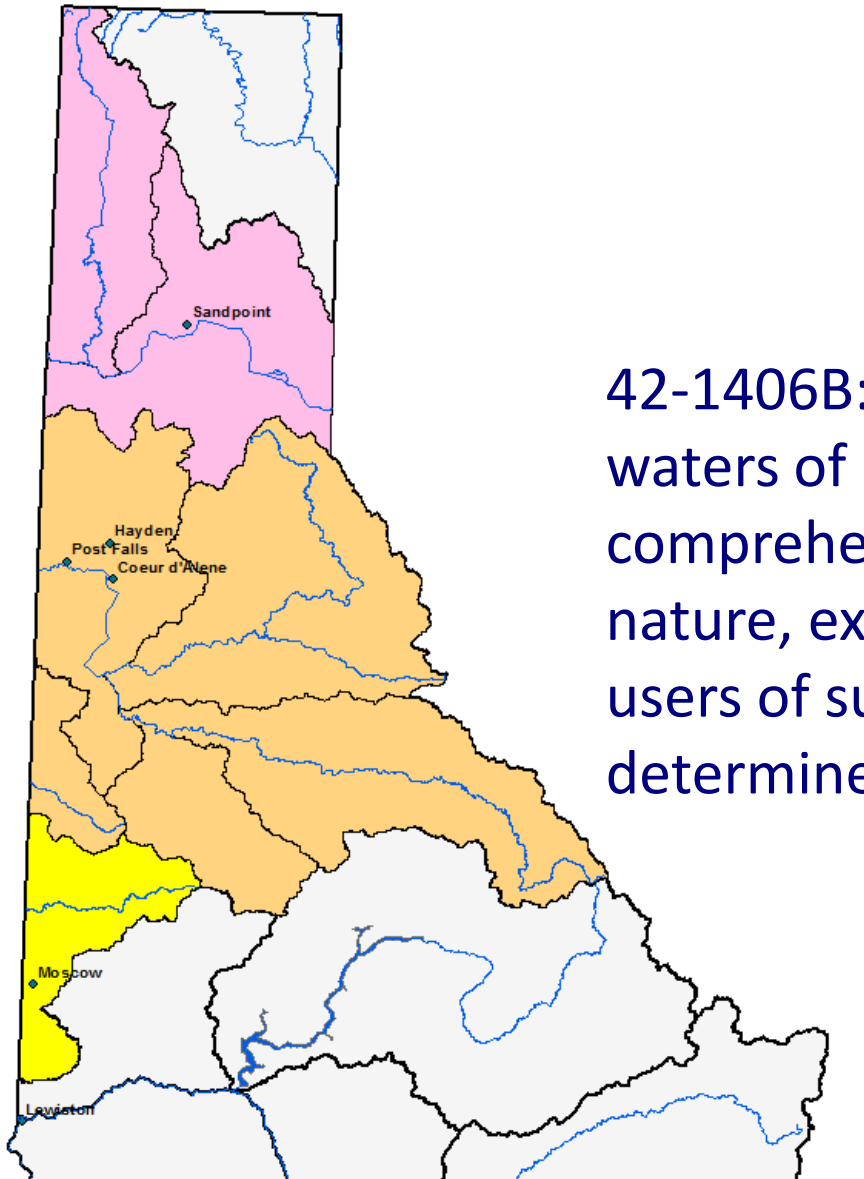 Sandpoint
42-1406B:
waters of
comprehe
nature, ex
users of su
determine
Hayden
Post Falls
Coeur d'Alene
Moscow
Lewiston